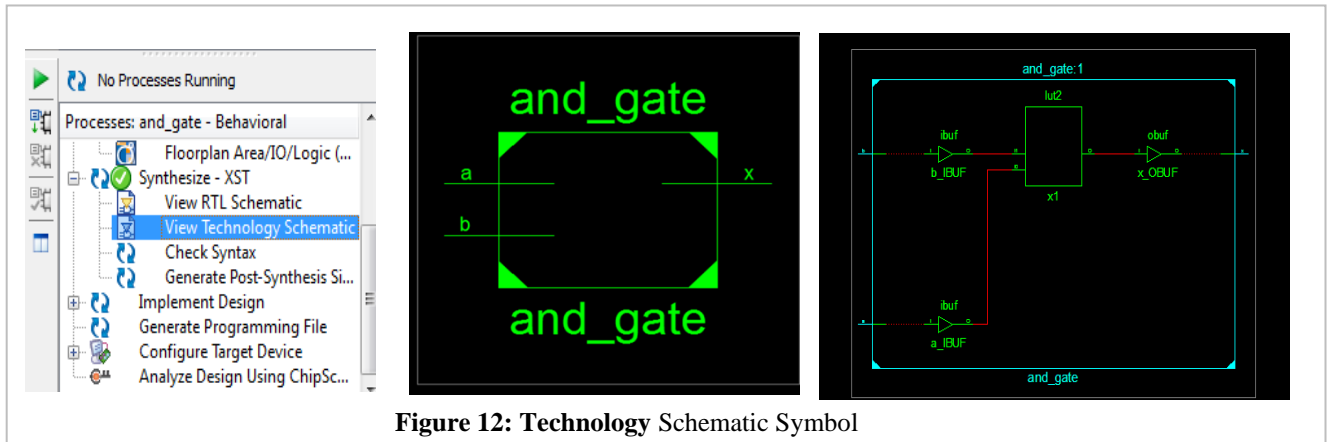 No Processes Running
Processes: and_gate - Behavioral
Floorplan Area/IO/Logic (...
Synthesize - XST
View RTL Schematic
View Technology Schematic
Check Syntax
Generate Post-Synthesis Si...
Implement Design
Generate Programming File
Configure Target Device
Analyze Design Using ChipSc...
and_gate
a
x
b
and_gate
and_gate:1
lut2
ibuf
obuf
b_IBUF
x_OBUF
x1
ibuf
a_IBUF
and_gate
Figure 12: Technology Schematic Symbol